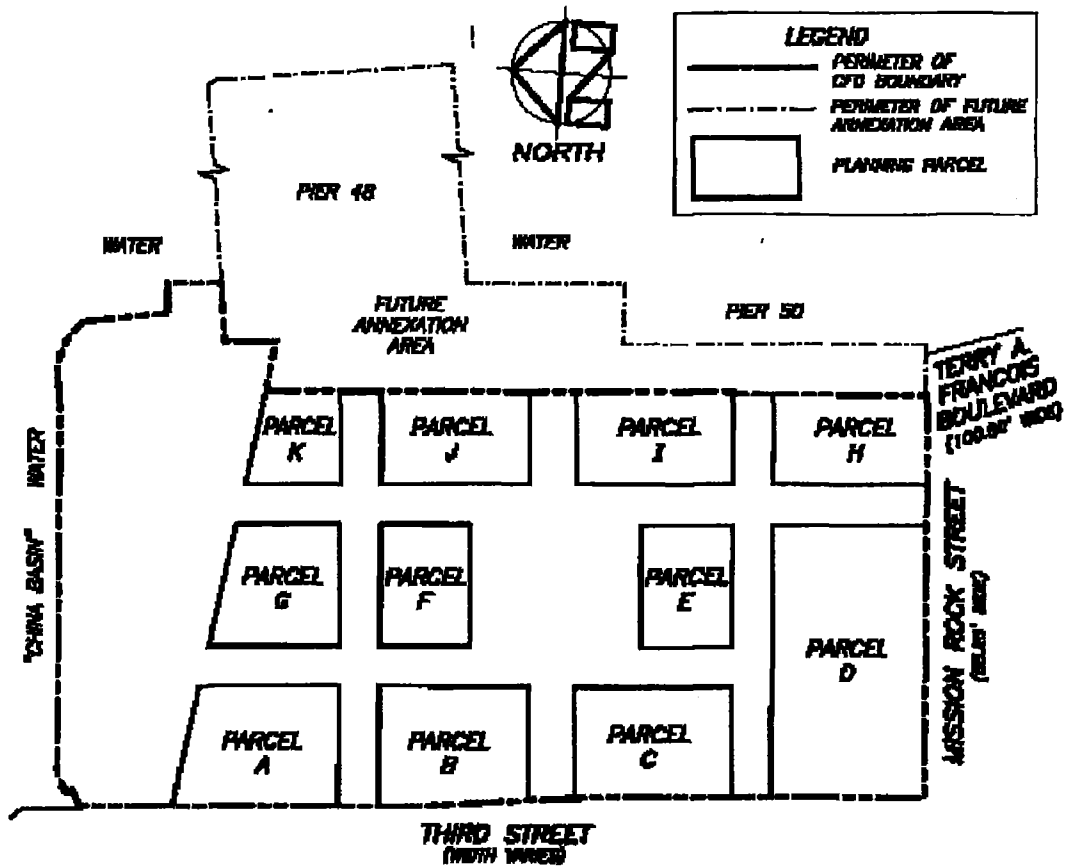 LEGEND
PERIMETER OF
CFD BOUNDARY
PERIMETER OF FUTURE
ANNEXATION AREA
PLANNING PARCEL
NORTH
PIER 48
WATER
WATER
FUTURE
ANNEXATION
AREA
PIER 50
TERRY A.
FRANCOIS
BOULEVARD
(100.00' WIDE)
PARCEL
K
PARCEL
J
PARCEL
I
PARCEL
H
"CHINA BASIN" WATER
PARCEL
G
PARCEL
F
PARCEL
E
PARCEL
D
MISSION ROCK STREET
WIDE)
PARCEL
A
PARCEL
B
PARCEL
C
THIRD STREET
(WIDTH VARIES)